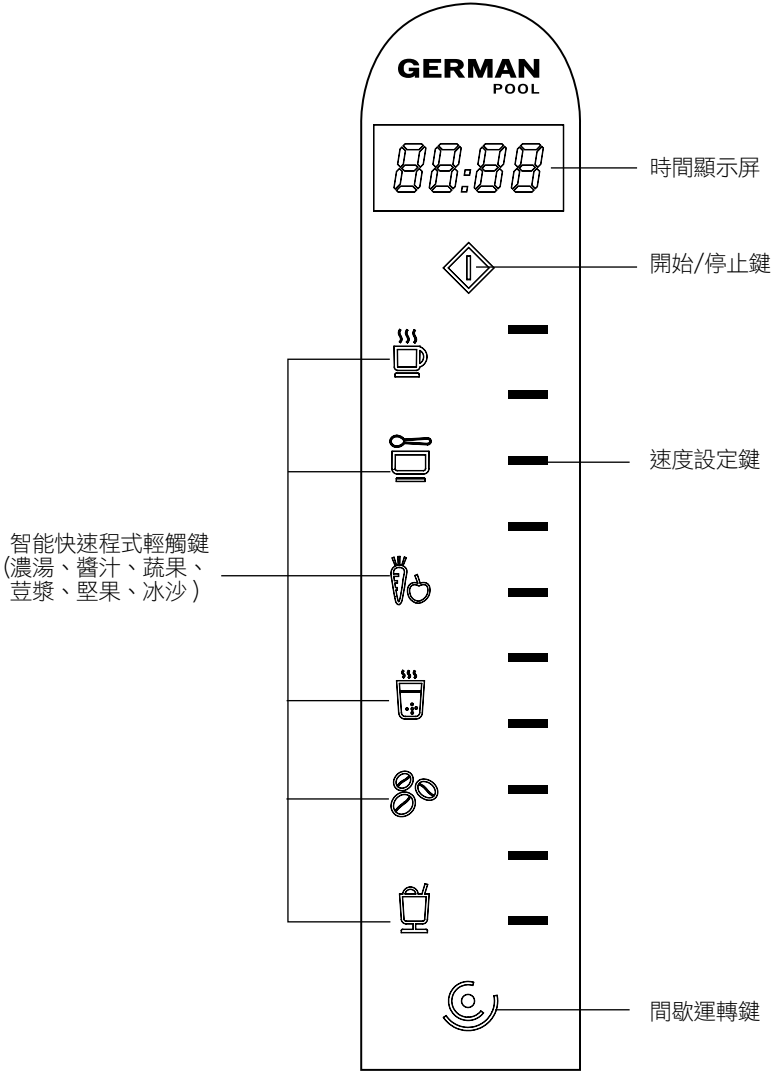 GERMAN
POOL
88:88
時間顯示屏
開始/停止鍵
速度設定鍵
智能快速程式輕觸鍵
(濃湯、醬汁、蔬果、
荳漿、堅果、冰沙 )
間歇運轉鍵